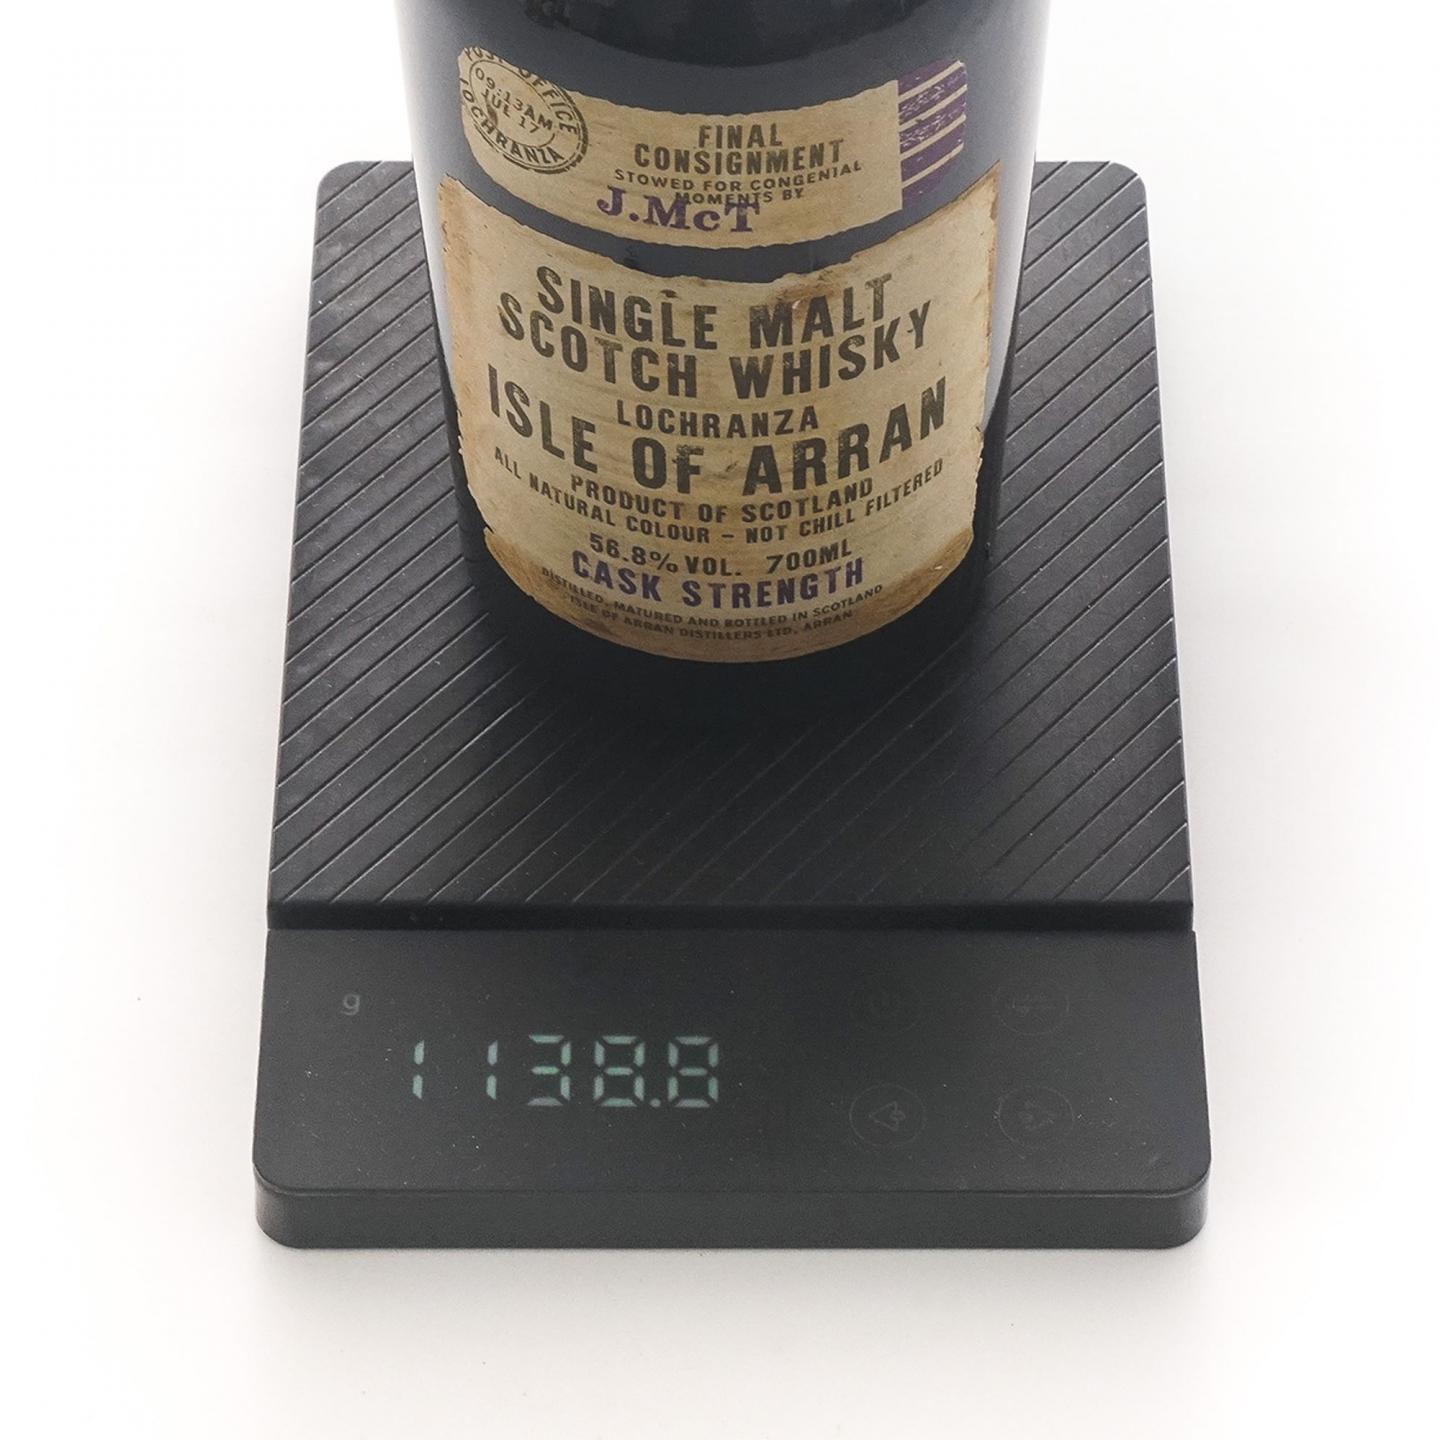 POST OFFICE
09:13AM
JUL 17
LOCHRANZA
FINAL
CONSIGNMENT
STOWED FOR CONGENIAL
MOMENTS BY
J.McT
SINGLE MALT
SCOTCH WHISKY
LOCHRANZA
ISLE OF ARRAN
PRODUCT OF SCOTLAND
ALL NATURAL COLOUR – NOT CHILL FILTERED
56.8% VOL. 700ML
CASK STRENGTH
DISTILLED, MATURED AND BOTTLED IN SCOTLAND
ISLE OF ARRAN DISTILLERS LTD, ARRAN
g
1138.8